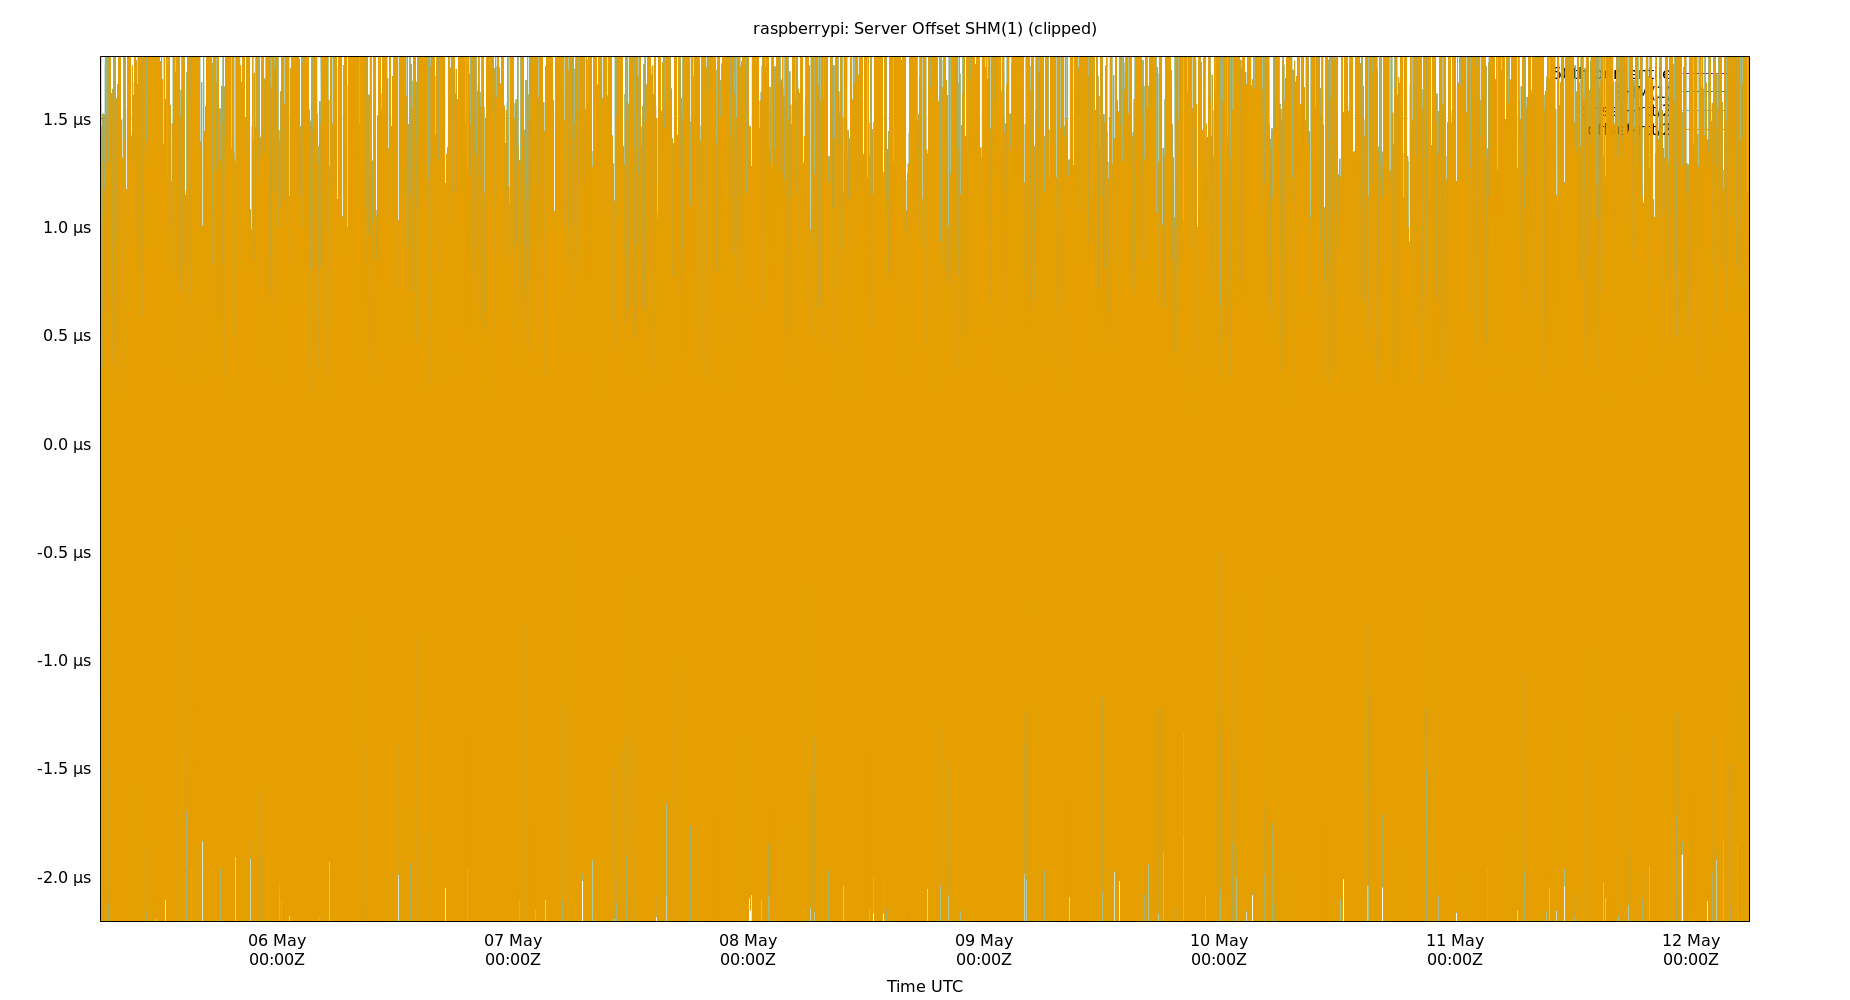 raspberrypi: Server Offset SHM(1) (clipped)
1.5 µs
1.0 µs
0.5 µs
0.0 µs
-0.5 µs
-1.0 µs
-1.5 µs
-2.0 µs
06 May 07 May 08 May 09 May 10 May 11 May 12 May
00:00Z 00:00Z 00:00Z 00:00Z 00:00Z 00:00Z 00:00Z
Time UTC